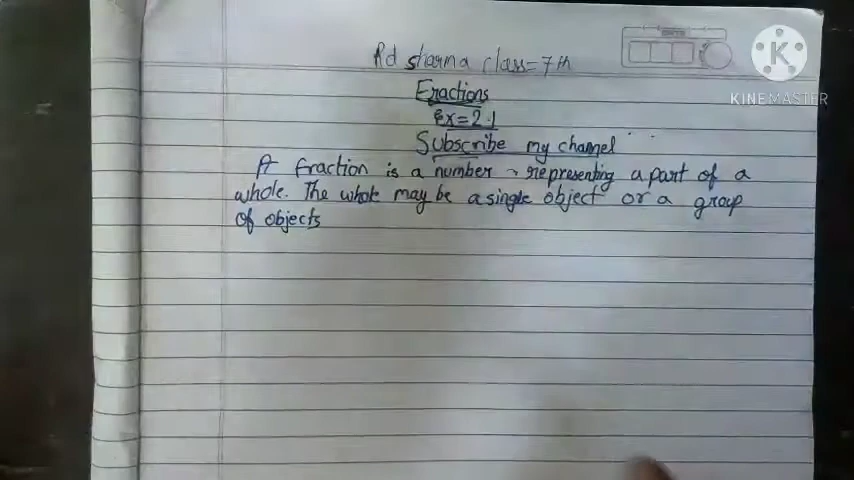 Rd sharma class=7th
Fractions
Ex=2.1
Subscribe my channel
A fraction is a number representing a part of a
whole. The whole may be a single object or a group
of objects
KINEMASTER